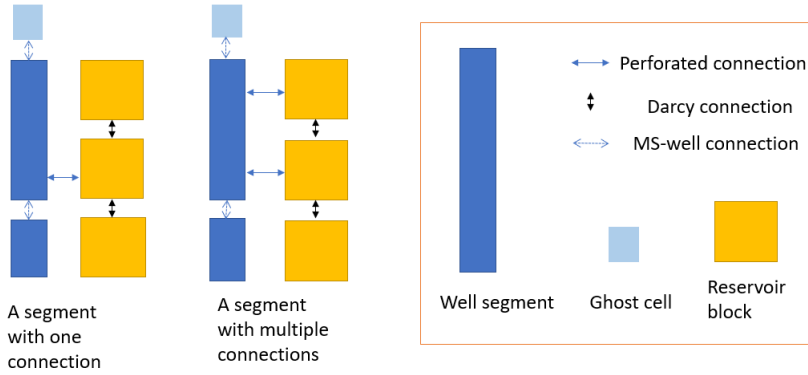 A segment
with one
connection
A segment
with multiple
connections
Perforated connection
Darcy connection
MS-well connection
Well segment
Ghost cell
Reservoir
block